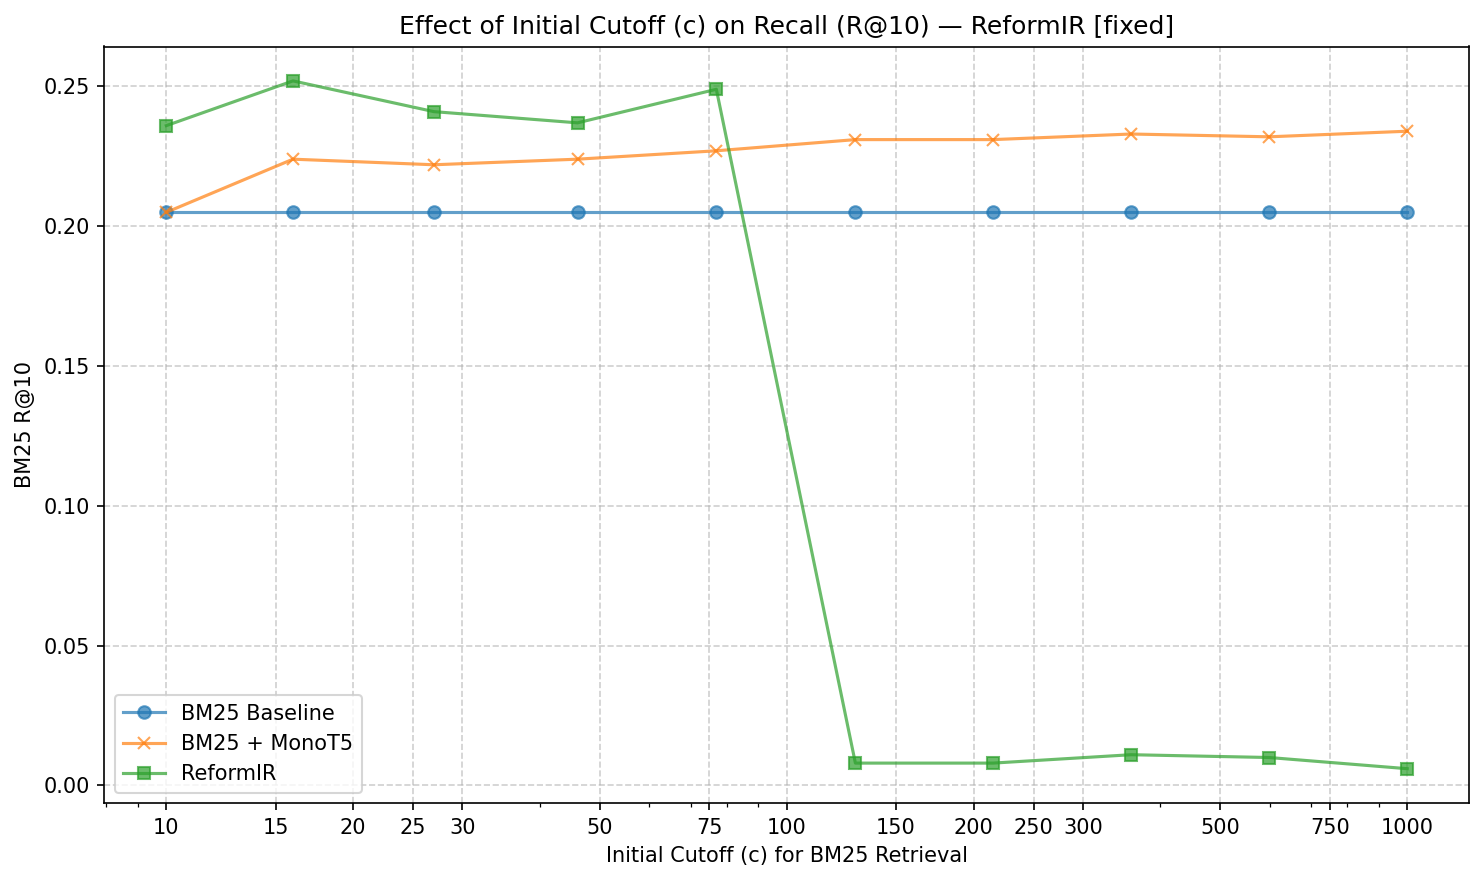 Effect of Initial Cutoff (c) on Recall (R@10) — ReformIR [fixed]
BM25 R@10
0.25
0.20
0.15
0.10
0.05
0.00
BM25 Baseline
BM25 + MonoT5
ReformIR
10 15 20 25 30 50 75 100 150 200 250 300 500 750 1000
Initial Cutoff (c) for BM25 Retrieval